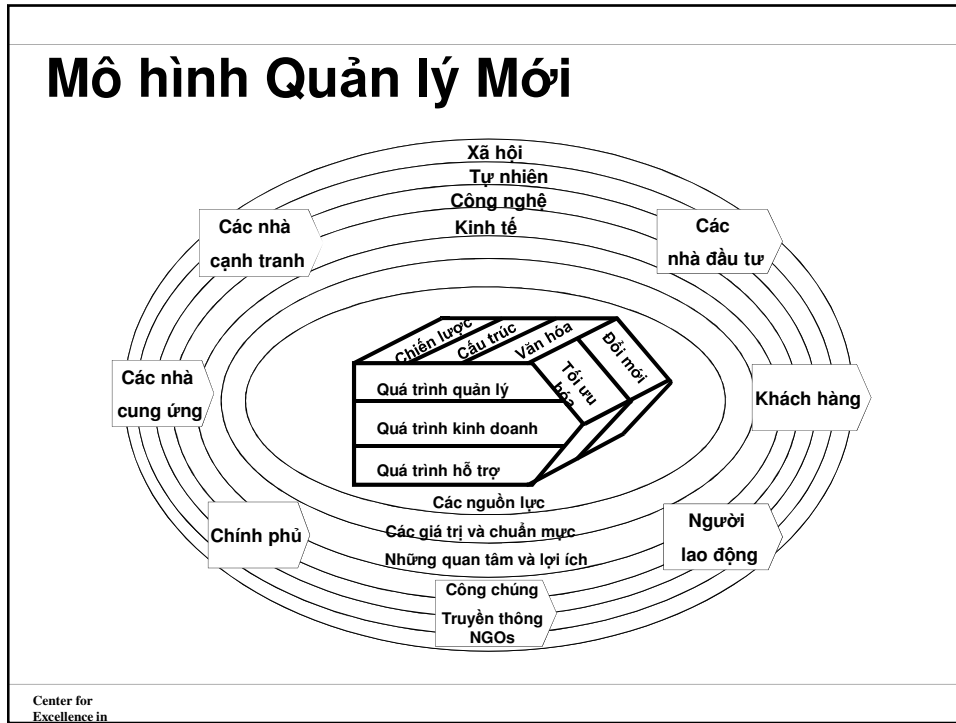 Mô hình Quản lý Mới
Xã hội
Tự nhiên
Công nghệ
Kinh tế
Các nhà
cạnh tranh
Các
nhà đầu tư
Chiến lược
Cấu trúc
Văn hóa
Đổi mới
Tối ưu
hóa
Các nhà
cung ứng
Quá trình quản lý
Quá trình kinh doanh
Quá trình hỗ trợ
Khách hàng
Các nguồn lực
Các giá trị và chuẩn mực
Những quan tâm và lợi ích
Chính phủ
Người
lao động
Công chúng
Truyền thông
NGOs
Center for
Excellence in